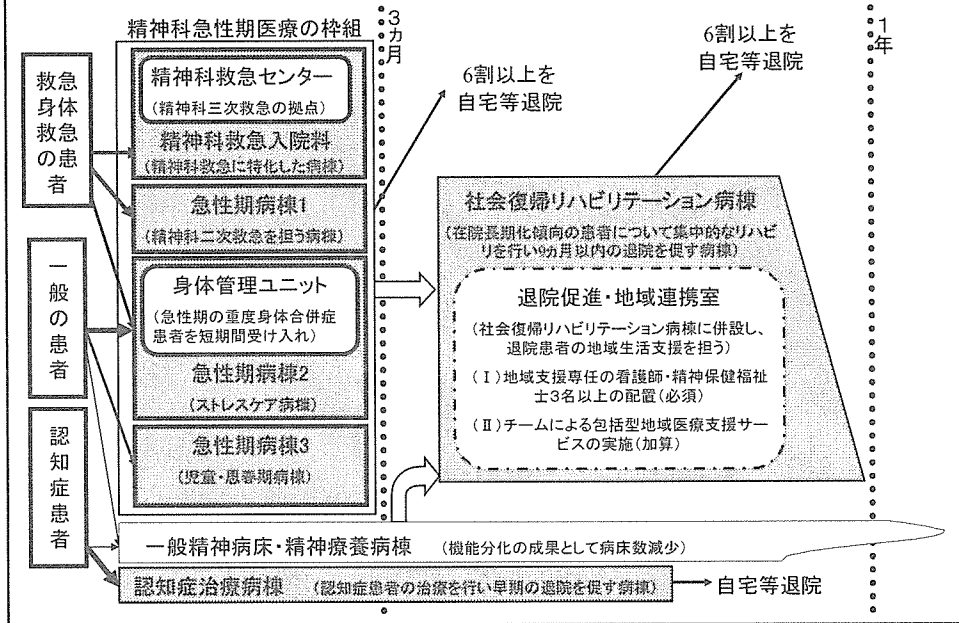 精神科急性期医療の枠組
3ヵ月
1年
救急
身体
救急
の患
者
一般の患者
認知症患者
精神科救急センター
(精神科三次救急の拠点)
精神科救急入院料
(精神科救急に特化した病棟)
急性期病棟1
(精神科二次救急を担う病棟)
身体管理ユニット
(急性期の重度身体合併症
患者を短期間受け入れ)
急性期病棟2
(ストレスケア病棟)
急性期病棟3
(児童・思春期病棟)
6割以上を
自宅等退院
6割以上を
自宅等退院
社会復帰リハビリテーション病棟
(在院長期化傾向の患者について集中的なリハビ
リを行い9ヵ月以内の退院を促す病棟)
退院促進・地域連携室
(社会復帰リハビリテーション病棟に併設し、
退院患者の地域生活支援を担う)
(Ⅰ)地域支援専任の看護師・精神保健福祉
士3名以上の配置(必須)
(Ⅱ)チームによる包括型地域医療支援サー
ビスの実施(加算)
一般精神病床・精神療養病棟 (機能分化の成果として病床数減少)
認知症治療病棟 (認知症患者の治療を行い早期の退院を促す病棟)
自宅等退院